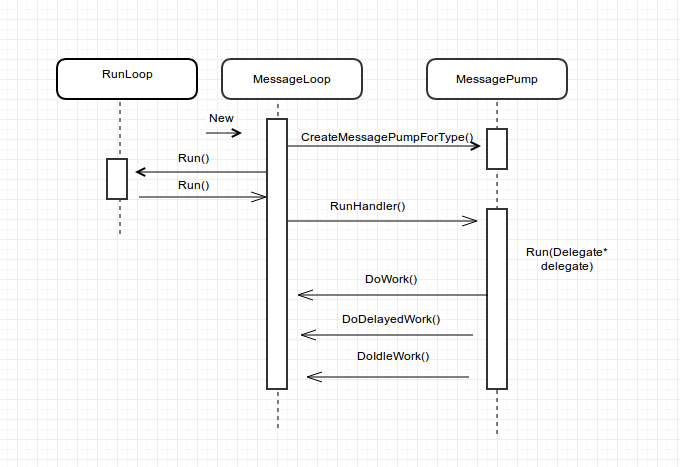 RunLoop
MessageLoop
MessagePump
New
CreateMessagePumpForType()
Run()
Run()
RunHandler()
Run(Delegate*
delegate)
DoWork()
DoDelayedWork()
DoIdleWork()